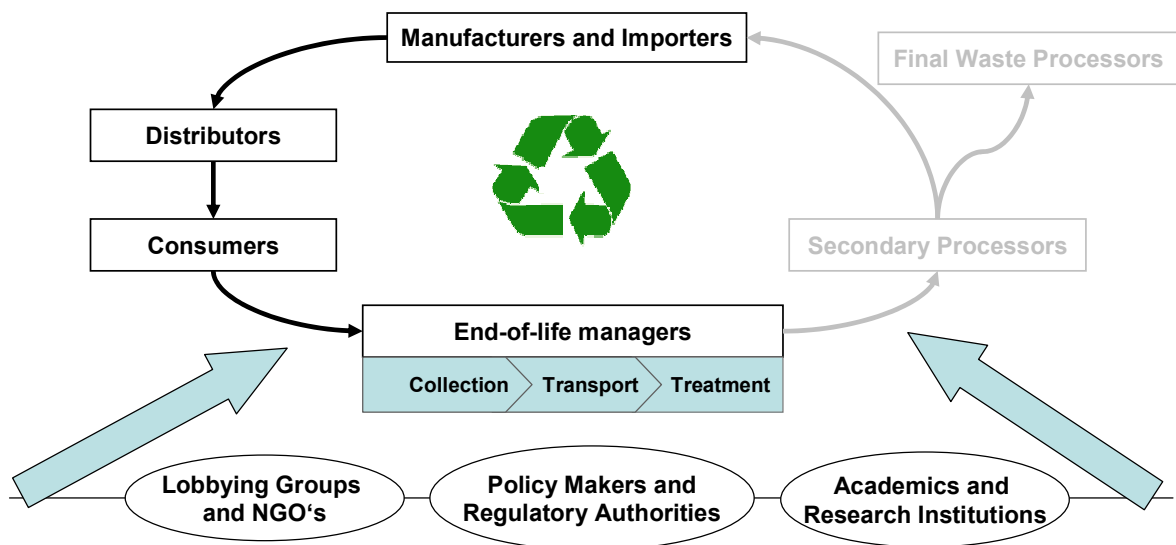 Manufacturers and Importers
Final Waste Processors
Distributors
Consumers
Secondary Processors
End-of-life managers
Collection
Transport
Treatment
Lobbying Groups
and NGO‘s
Policy Makers and
Regulatory Authorities
Academics and
Research Institutions